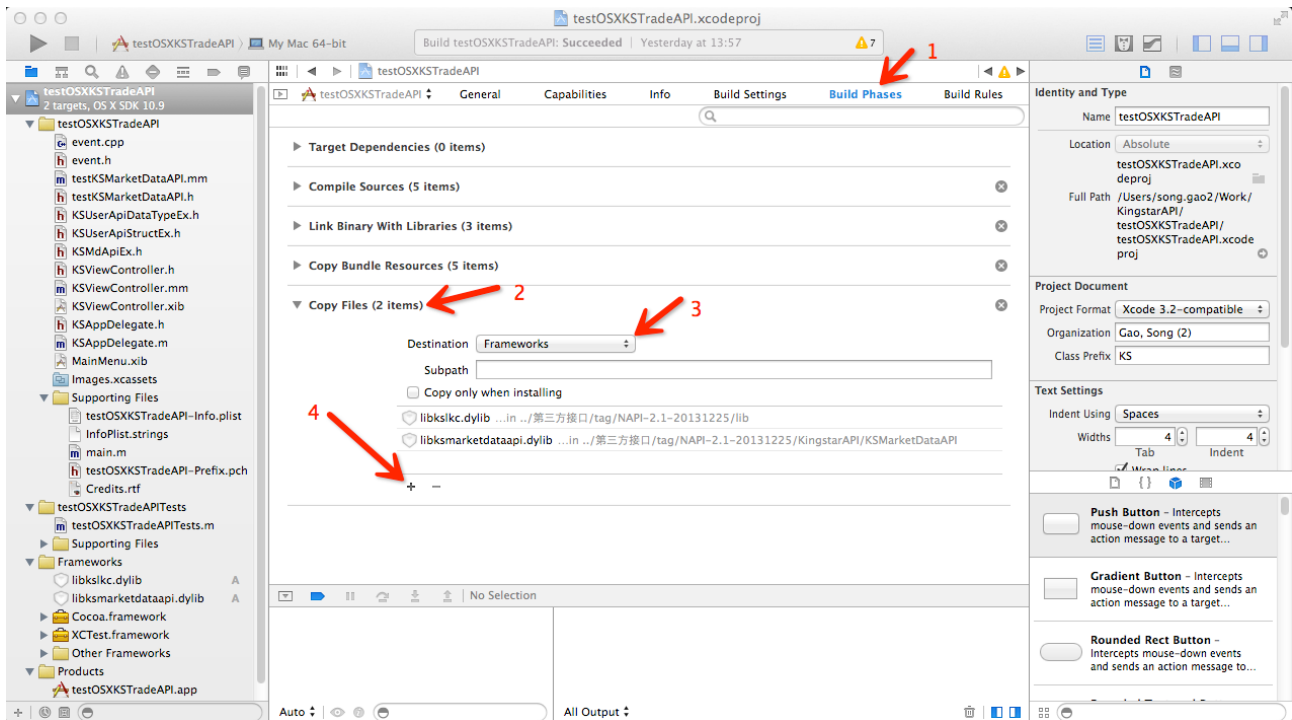 testOSXKSTradeAPI.xcodeproj
testOSXKSTradeAPI
My Mac 64-bit
Build testOSXKSTradeAPI: Succeeded
Yesterday at 13:57
7
1
testOSXKSTradeAPI
2 targets, OS X SDK 10.9
testOSXKSTradeAPI
event.cpp
event.h
testKSMarketDataAPI.mm
testKSMarketDataAPI.h
KSUserApiDataTypeEx.h
KSUserApiStructEx.h
KSMdApiEx.h
KSViewController.h
KSViewController.mm
KSViewController.xib
KSAppDelegate.h
KSAppDelegate.m
MainMenu.xib
Images.xcassets
Supporting Files
testOSXKSTradeAPI-Info.plist
InfoPlist.strings
main.m
testOSXKSTradeAPI-Prefix.pch
Credits.rtf
testOSXKSTradeAPITests
testOSXKSTradeAPITests.m
Supporting Files
Frameworks
libkslkc.dylib A
libksmarketdataapi.dylib A
Cocoa.framework
XCTest.framework
Other Frameworks
Products
testOSXKSTradeAPI.app
testOSXKSTradeAPI
testOSXKSTradeAPI General Capabilities Info Build Settings Build Phases Build Rules
Target Dependencies (0 items)
Compile Sources (5 items)
Link Binary With Libraries (3 items)
Copy Bundle Resources (5 items)
Copy Files (2 items)
2
3
Destination Frameworks
Subpath
Copy only when installing
4
libkslkc.dylib ...in ../第三方接口/tag/NAPI-2.1-20131225/lib
libksmarketdataapi.dylib ...in ../第三方接口/tag/NAPI-2.1-20131225/KingstarAPI/KSMarketDataAPI
+ −
No Selection
Auto
All Output
Identity and Type
Name testOSXKSTradeAPI
Location Absolute
testOSXKSTradeAPI.xco
deproj
Full Path /Users/song.gao2/Work/
KingstarAPI/
testOSXKSTradeAPI/
testOSXKSTradeAPI.xcode
proj
Project Document
Project Format Xcode 3.2-compatible
Organization Gao, Song (2)
Class Prefix KS
Text Settings
Indent Using Spaces
Widths 4 4
Tab Indent
Wrap lines
{ }
Push Button - Intercepts
mouse-down events and sends an
action message to a target...
Gradient Button - Intercepts
mouse-down events and sends an
action message to a target...
Rounded Rect Button -
Intercepts mouse-down events
and sends an action message to...